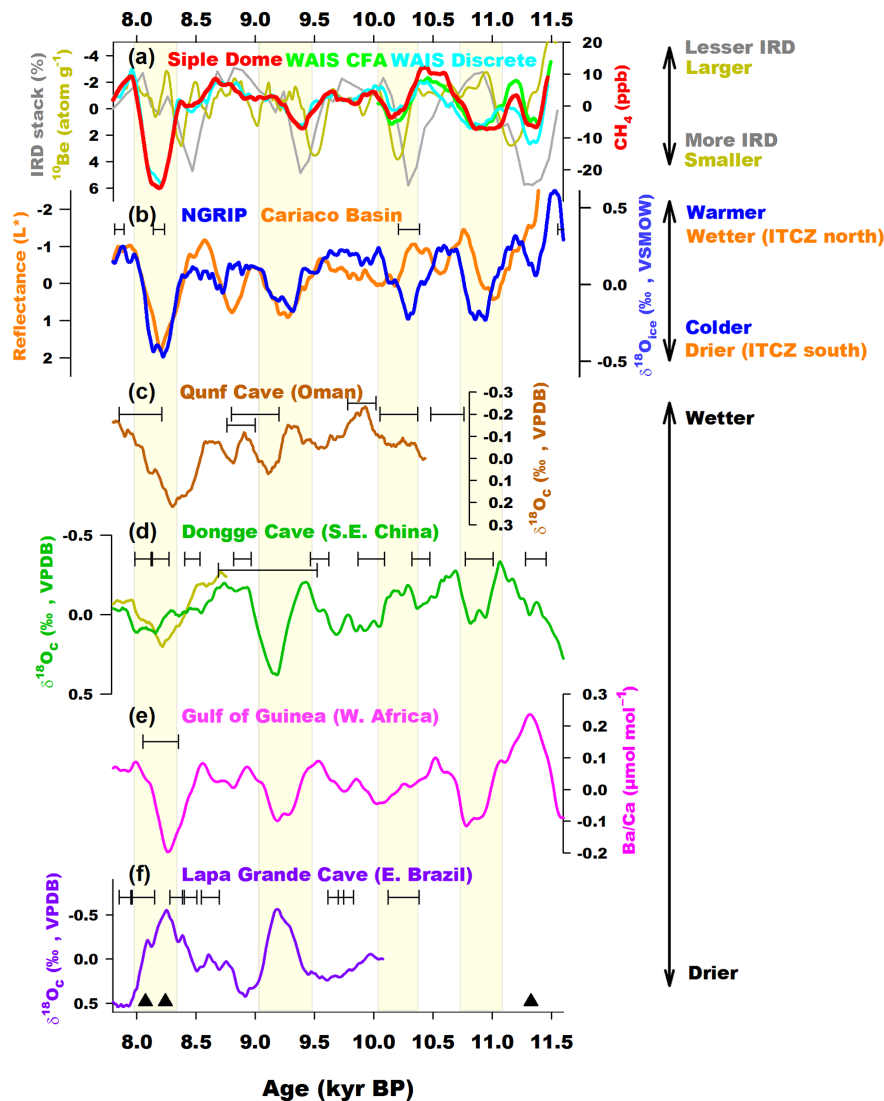 8.0 8.5 9.0 9.5 10.0 10.5 11.0 11.5
(a) Siple Dome WAIS CFA WAIS Discrete
IRD stack (%)
¹⁰Be (atom g⁻¹)
-4
-2
0
2
4
6
20
10
0
-10
-20
CH₄ (ppb)
Lesser IRD
Larger
More IRD
Smaller
(b) NGRIP Cariaco Basin
Reflectance (L*)
-2
-1
0
1
2
0.5
0.0
-0.5
δ¹⁸Oᵢcₑ (‰ , VSMOW)
Warmer
Wetter (ITCZ north)
Colder
Drier (ITCZ south)
(c) Qunf Cave (Oman)
-0.3
-0.2
-0.1
0.0
0.1
0.2
0.3
δ¹⁸O_C (‰ , VPDB)
Wetter
(d) Dongge Cave (S.E. China)
-0.5
0.0
0.5
δ¹⁸O_C (‰ , VPDB)
(e) Gulf of Guinea (W. Africa)
0.3
0.2
0.1
0.0
-0.1
-0.2
Ba/Ca (μmol mol⁻¹)
(f) Lapa Grande Cave (E. Brazil)
-0.5
0.0
0.5
δ¹⁸O_C (‰ , VPDB)
Drier
8.0 8.5 9.0 9.5 10.0 10.5 11.0 11.5
Age (kyr BP)